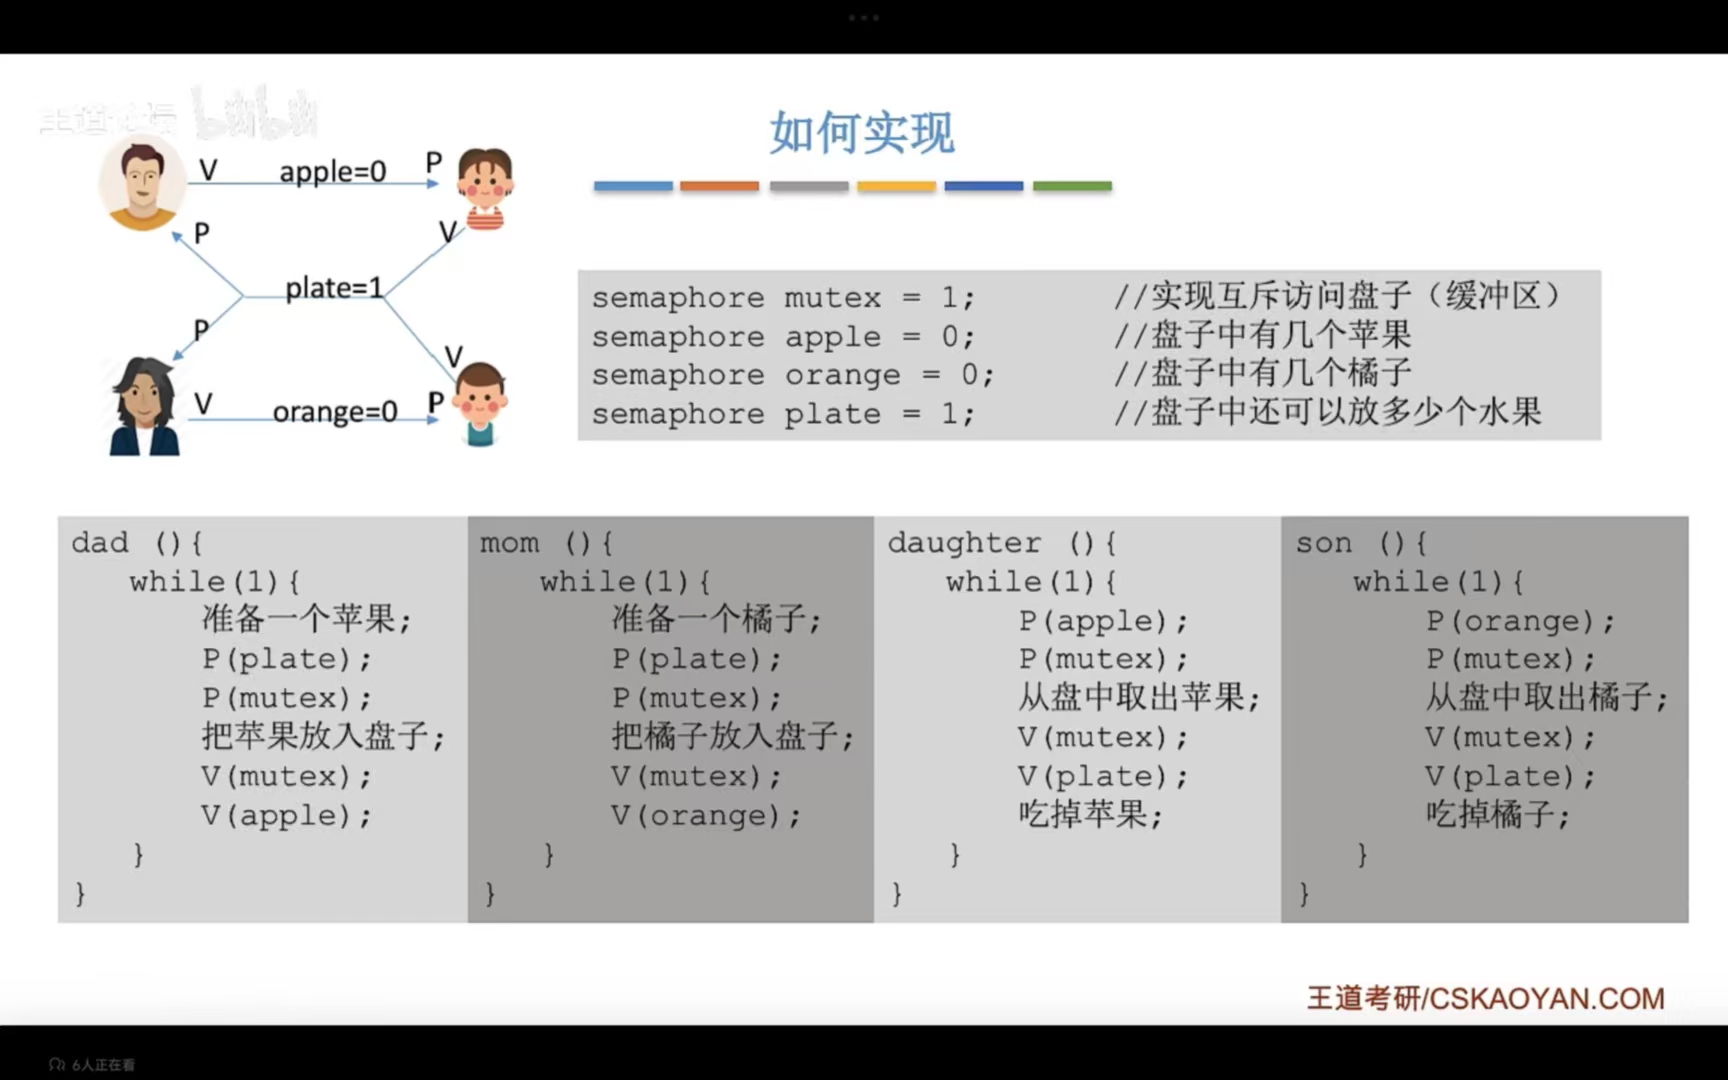 王道论坛 bilibili
如何实现
V apple=0 P
P V
plate=1
P V
V orange=0 P
semaphore mutex = 1; //实现互斥访问盘子（缓冲区）
semaphore apple = 0; //盘子中有几个苹果
semaphore orange = 0; //盘子中有几个橘子
semaphore plate = 1; //盘子中还可以放多少个水果
dad (){
while(1){
准备一个苹果;
P(plate);
P(mutex);
把苹果放入盘子;
V(mutex);
V(apple);
}
}
mom (){
while(1){
准备一个橘子;
P(plate);
P(mutex);
把橘子放入盘子;
V(mutex);
V(orange);
}
}
daughter (){
while(1){
P(apple);
P(mutex);
从盘中取出苹果;
V(mutex);
V(plate);
吃掉苹果;
}
}
son (){
while(1){
P(orange);
P(mutex);
从盘中取出橘子;
V(mutex);
V(plate);
吃掉橘子;
}
}
王道考研/CSKAOYAN.COM
6人正在看